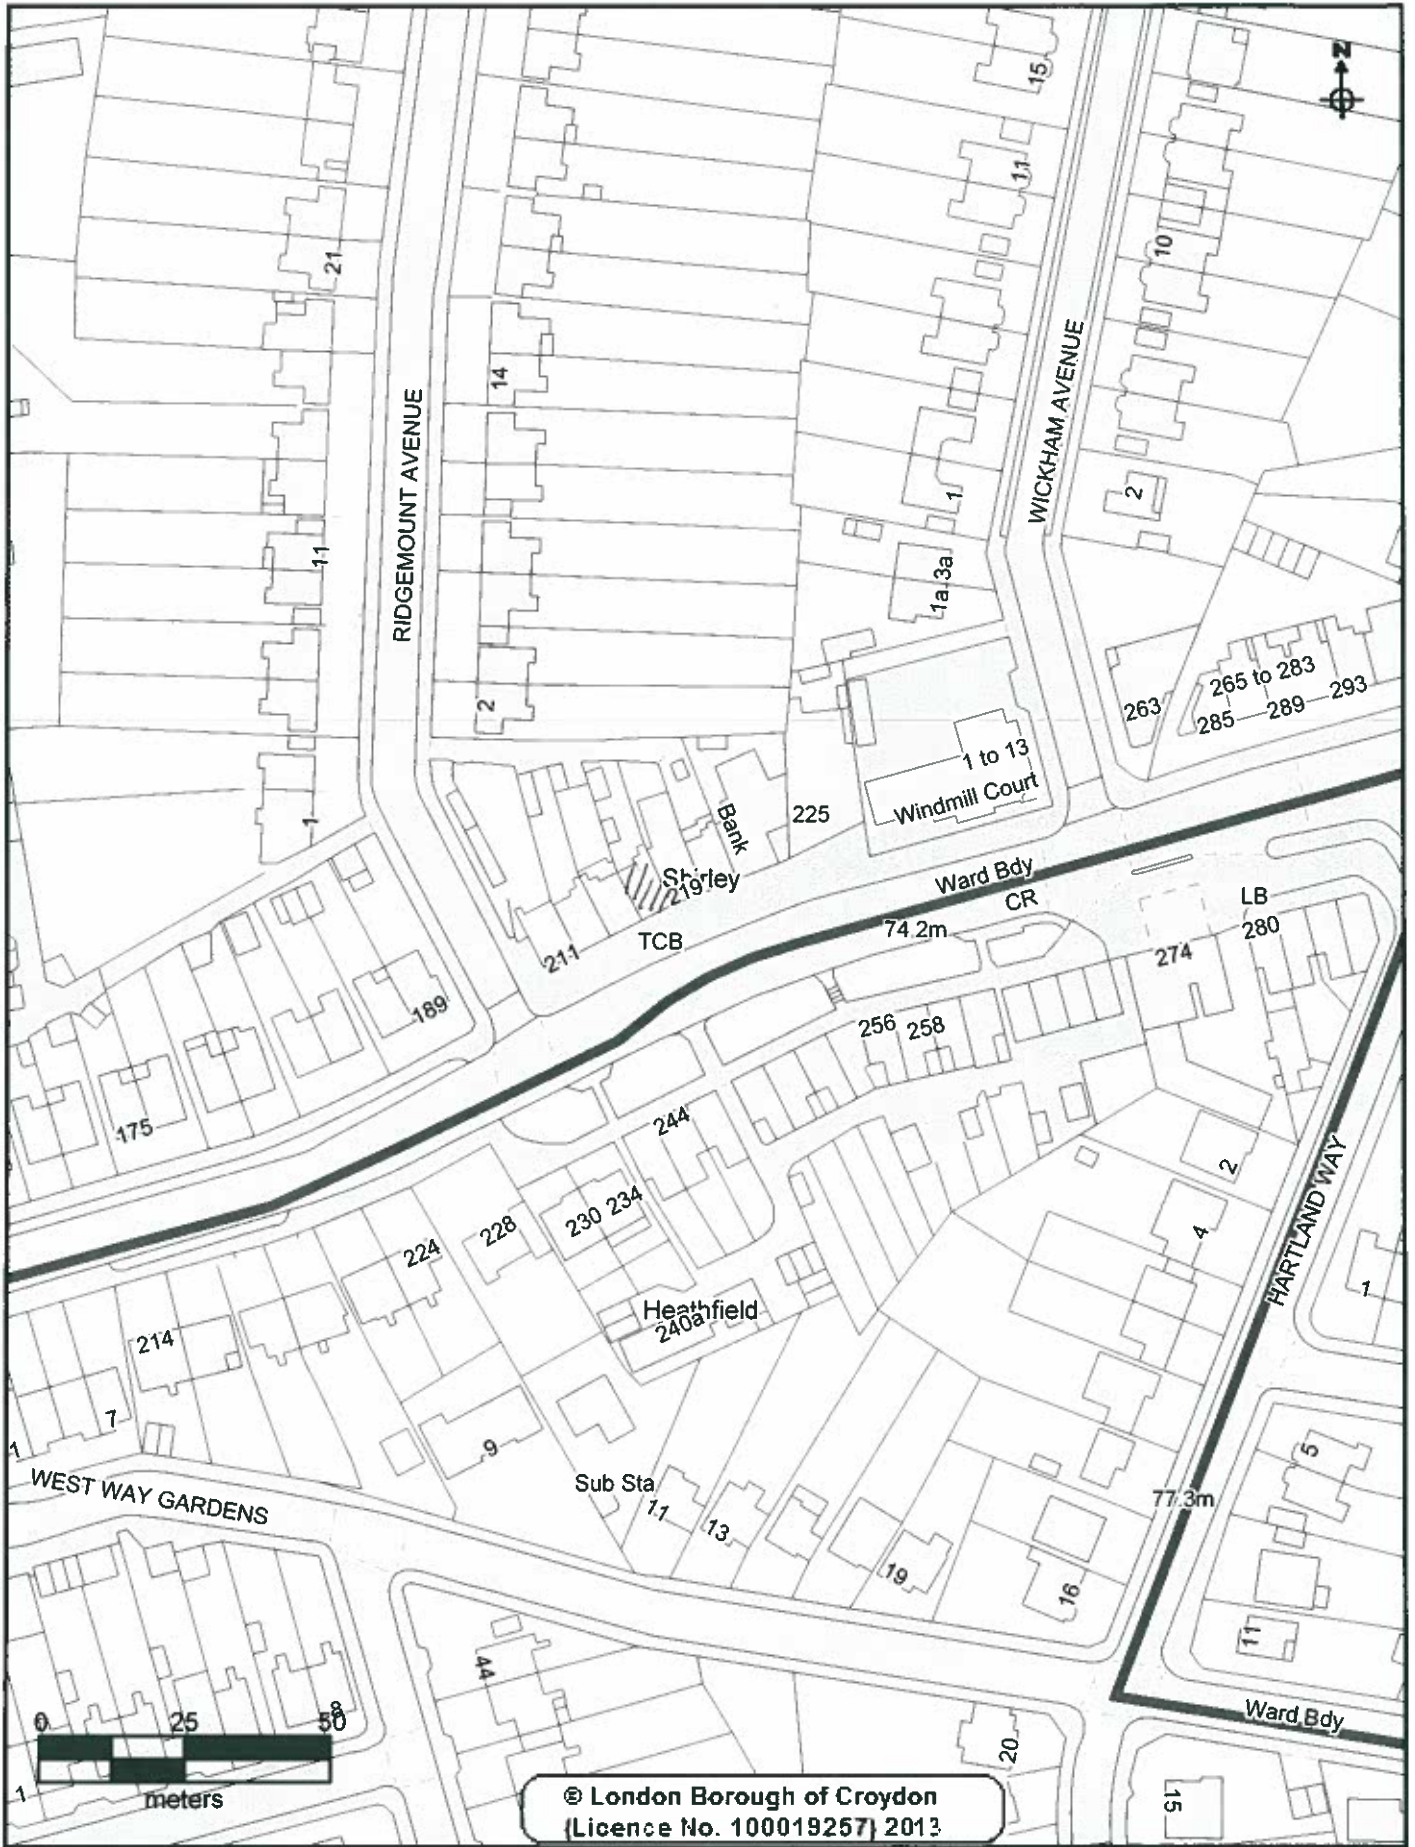 N
15
11
10
21
RIDGEMOUNT AVENUE
14
WICKHAM AVENUE
1
2
11
1a-3a
2
263
265 to 283
285
289
293
1
Bank
225
1 to 13
Windmill Court
Shirley
219
Ward Bdy
CR
LB
211
TCB
74.2m
280
274
189
256
258
175
244
2
HARTLAND WAY
230
234
228
224
4
1
214
Heathfield
240a
7
9
5
1
WEST WAY GARDENS
Sub Sta
11
13
77.3m
19
16
11
44
8
0 25 50
meters
1
20
Ward Bdy
15
© London Borough of Croydon
(Licence No. 100019257) 2013